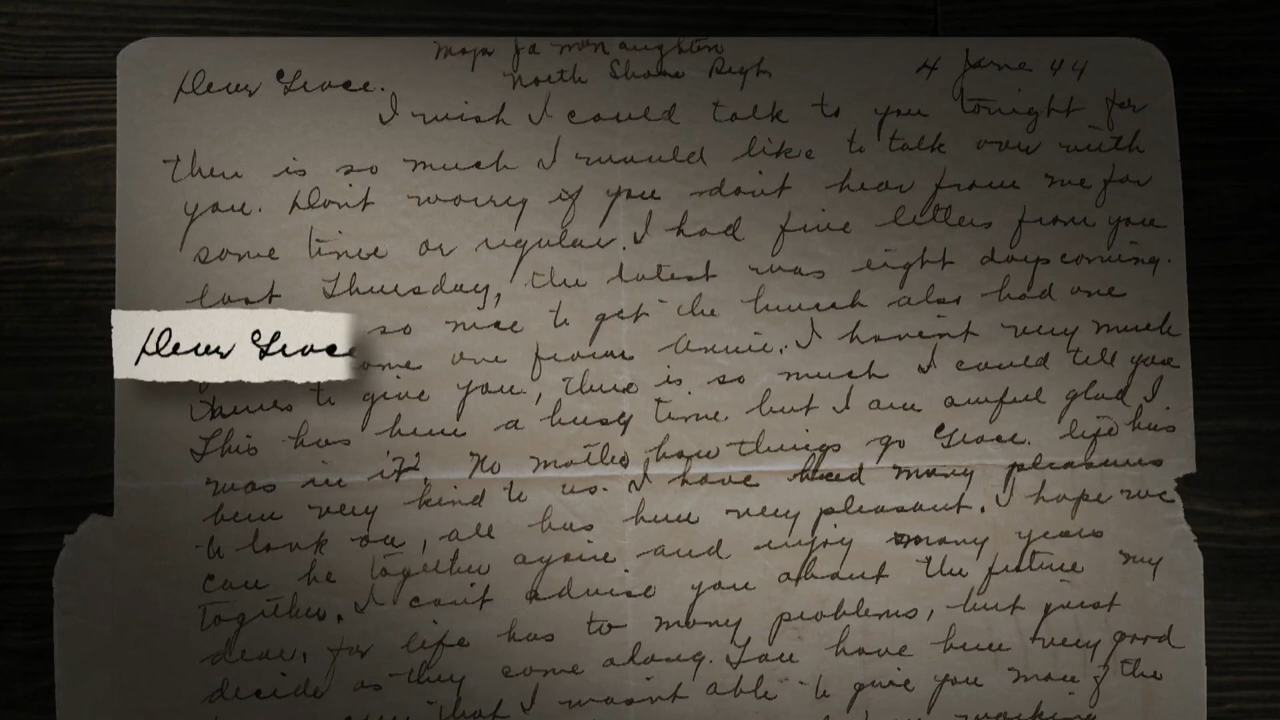 Major J a McNaughton
North Shore Regt
4 June 44
Dear Grace.
I wish I could talk to you tonight for
there is so much I would like to talk over with
you. Don't worry if you don't hear from me for
some time or regular. I had five letters from you
last Thursday, the latest was eight days coming.
so nice to get the bunch also had one
Dear Grace
one from Annie. I havent very much
to give you, there is so much I could tell you
This has been a busy time but I am awful glad I
was in it. No matter how things go Grace. life has
been very kind to us. I have had many pleasures
to look on, all has been very pleasant. I hope we
can be together again and enjoy many years
together. I can't advise you about the future my
dear, for life has to many problems, but just
decide as they come along. You have been very good
that I wasn't able to give you more of the
working